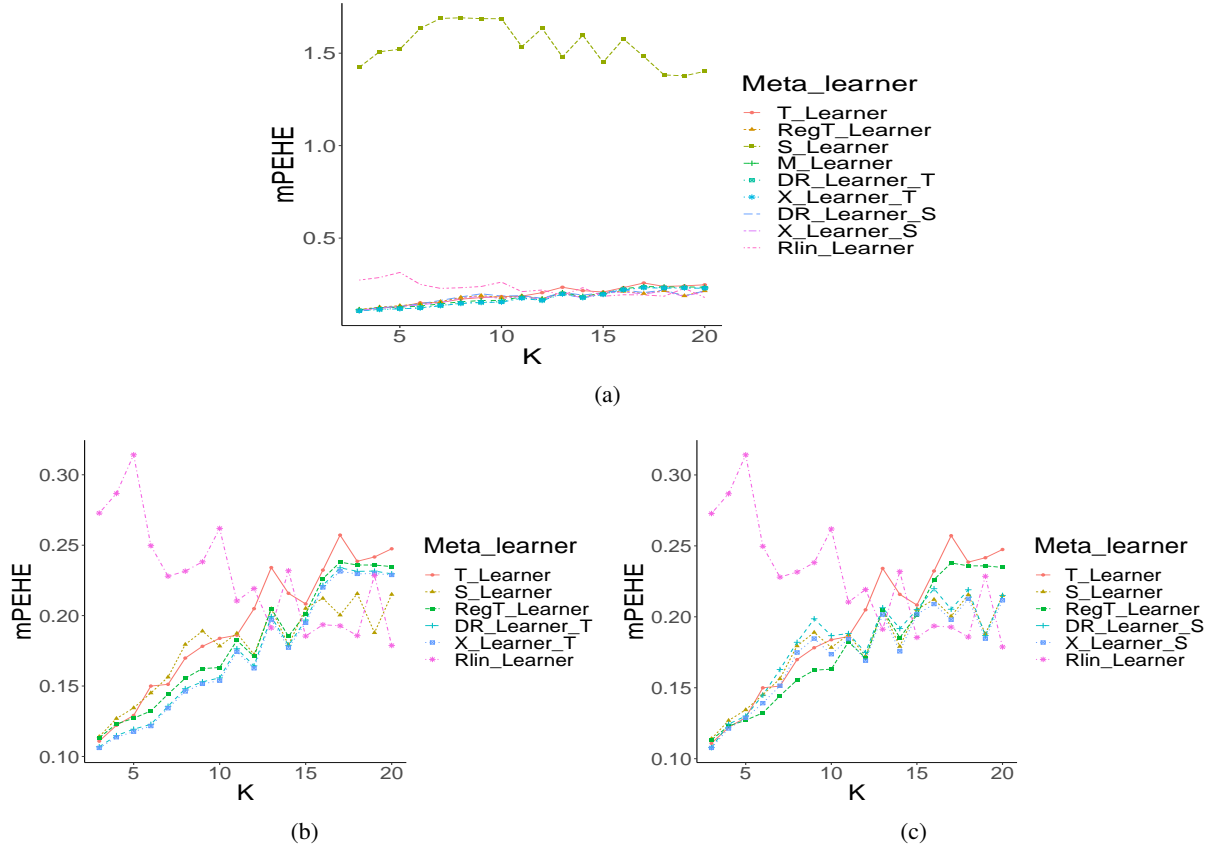 mPEHE
1.5
1.0
0.5
5
10
15
20
K
Meta_learner
T_Learner
RegT_Learner
S_Learner
M_Learner
DR_Learner_T
X_Learner_T
DR_Learner_S
X_Learner_S
Rlin_Learner
(a)
mPEHE
0.30
0.25
0.20
0.15
0.10
5
10
15
20
K
Meta_learner
T_Learner
S_Learner
RegT_Learner
DR_Learner_T
X_Learner_T
Rlin_Learner
(b)
mPEHE
0.30
0.25
0.20
0.15
0.10
5
10
15
20
K
Meta_learner
T_Learner
S_Learner
RegT_Learner
DR_Learner_S
X_Learner_S
Rlin_Learner
(c)